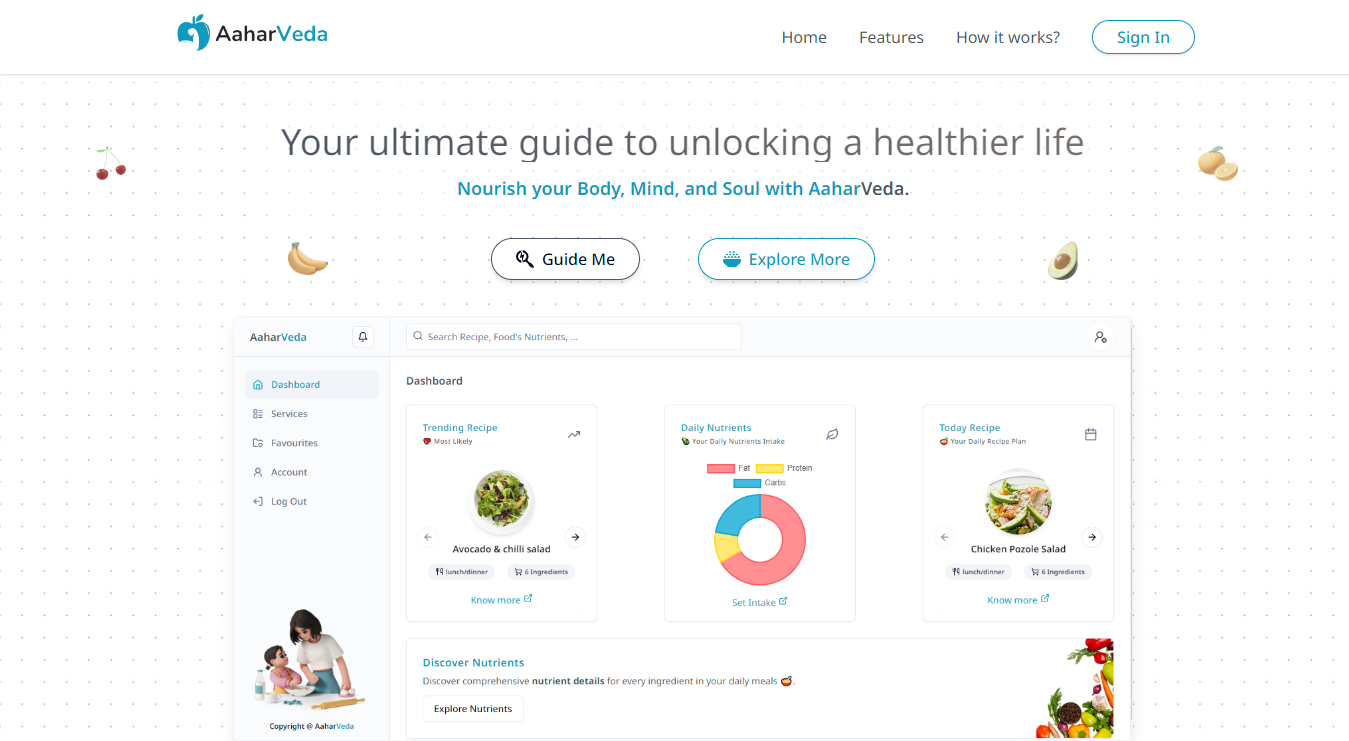 AaharVeda
Home Features How it works? Sign In
Your ultimate guide to unlocking a healthier life
Nourish your Body, Mind, and Soul with AaharVeda.
Guide Me Explore More
AaharVeda
Search Recipe, Food's Nutrients, ...
Dashboard
Services
Favourites
Account
Log Out
Copyright @ AaharVeda
Dashboard
Trending Recipe
Most Likely
Avocado & chilli salad
lunch/dinner 6 Ingredients
Know more
Daily Nutrients
Your Daily Nutrients Intake
Fat Protein
Carbs
Set Intake
Today Recipe
Your Daily Recipe Plan
Chicken Pozole Salad
lunch/dinner 6 Ingredients
Know more
Discover Nutrients
Discover comprehensive nutrient details for every ingredient in your daily meals 🍲.
Explore Nutrients